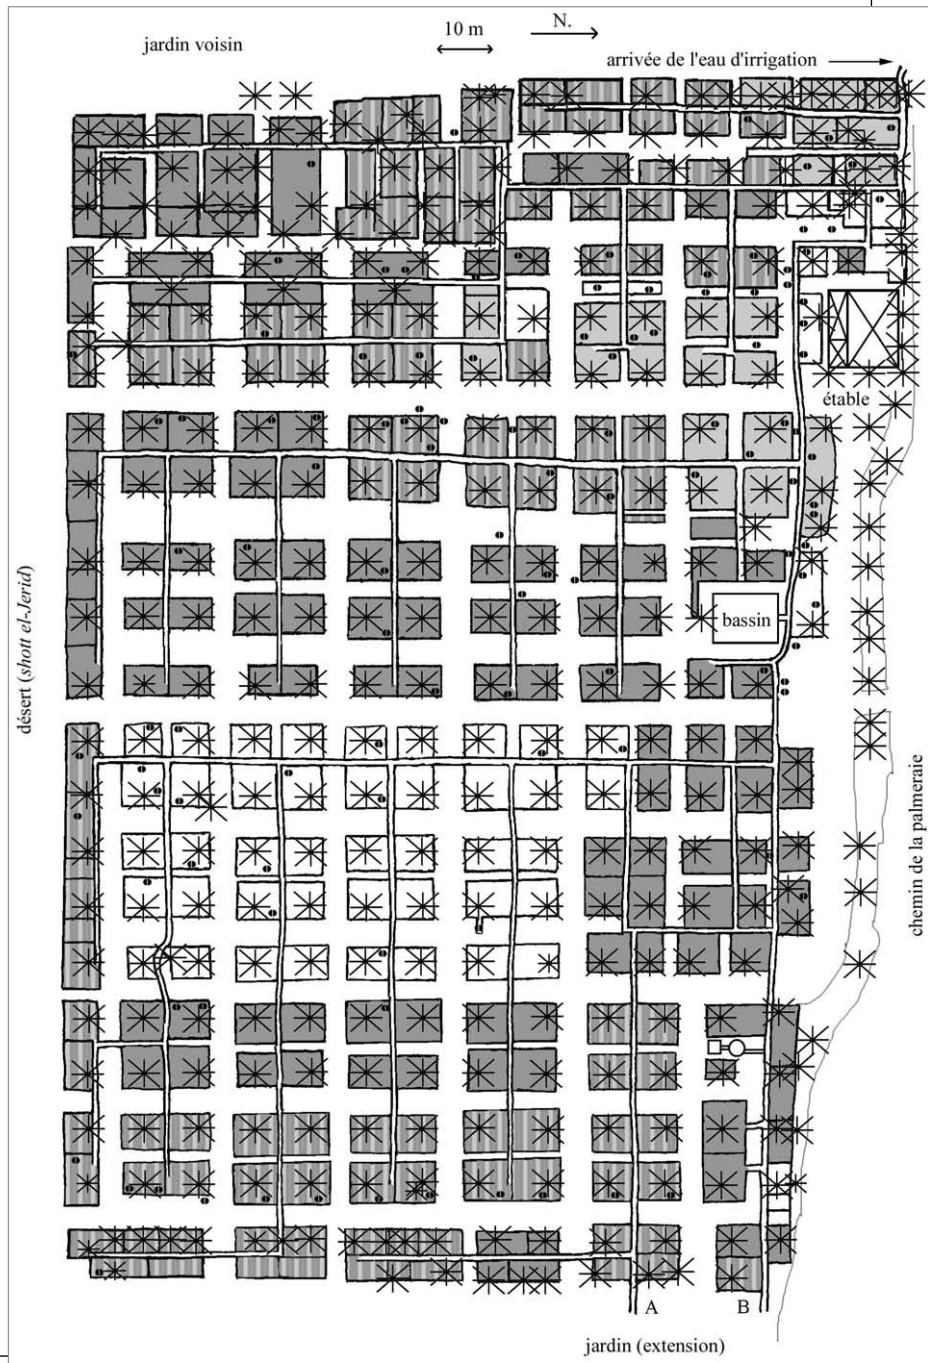 10 m
N.
jardin voisin
arrivée de l'eau d'irrigation
étable
bassin
désert (shott el-Jerid)
chemin de la palmeraie
A
B
jardin (extension)